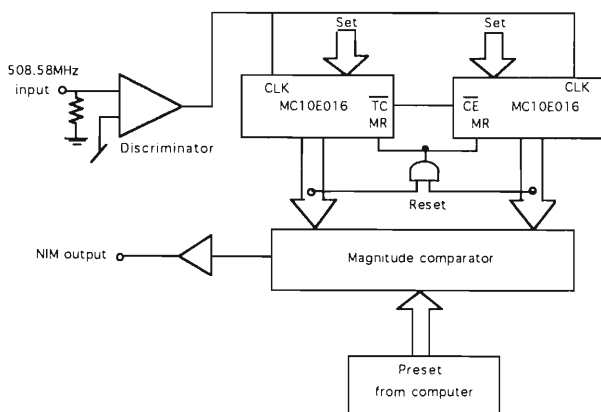 Set
Set
508.58MHz
input
CLK
MC10E016
TC
MR
CE
MR
CLK
MC10E016
Discriminator
Reset
NIM output
Magnitude comparator
Preset
from computer